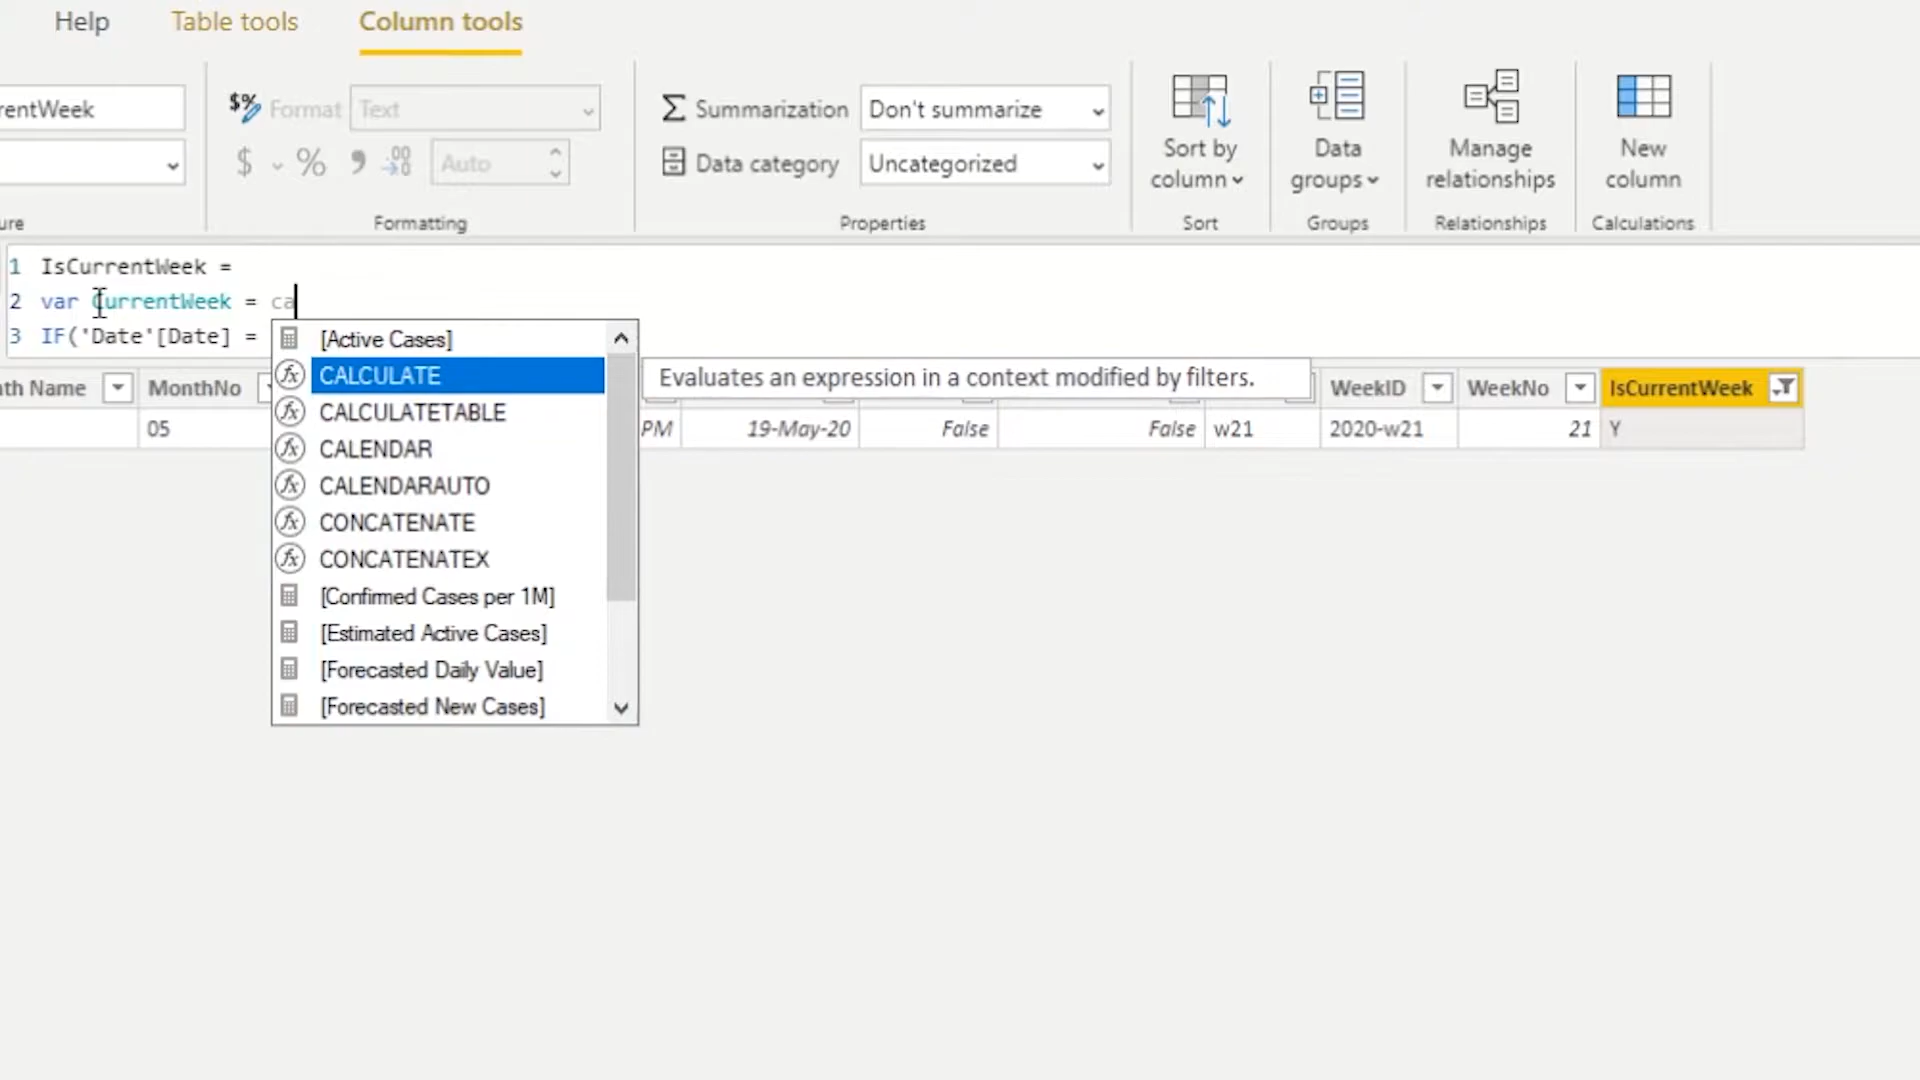 Help Table tools Column tools
rentWeek
$% Format Text
Σ Summarization Don't summarize
$ % 9 .00 Auto
Data category Uncategorized
Sort by column
Data groups
Manage relationships
New column
ure Formatting Properties Sort Groups Relationships Calculations
1 IsCurrentWeek =
2 var CurrentWeek = ca
3 IF('Date'[Date] =
[Active Cases]
CALCULATE Evaluates an expression in a context modified by filters.
CALCULATETABLE
CALENDAR
CALENDARAUTO
CONCATENATE
CONCATENATEX
[Confirmed Cases per 1M]
[Estimated Active Cases]
[Forecasted Daily Value]
[Forecasted New Cases]
th Name MonthNo WeekID WeekNo IsCurrentWeek
05 PM 19-May-20 False False w21 2020-w21 21 Y